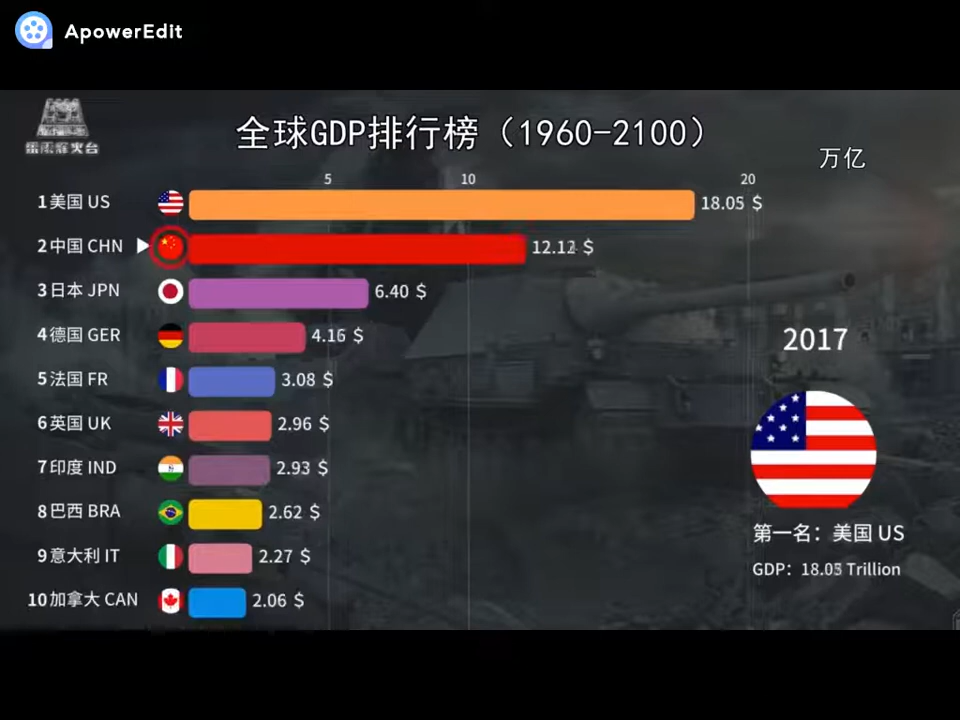 ApowerEdit
全球GDP排行榜（1960-2100）
万亿
5 10 20
1美国 US 18.05 $
2中国 CHN 12.12 $
3日本 JPN 6.40 $
4德国 GER 4.16 $
5法国 FR 3.08 $
6英国 UK 2.96 $
7印度 IND 2.93 $
8巴西 BRA 2.62 $
9意大利 IT 2.27 $
10加拿大 CAN 2.06 $
2017
第一名：美国 US
GDP：18.05 Trillion